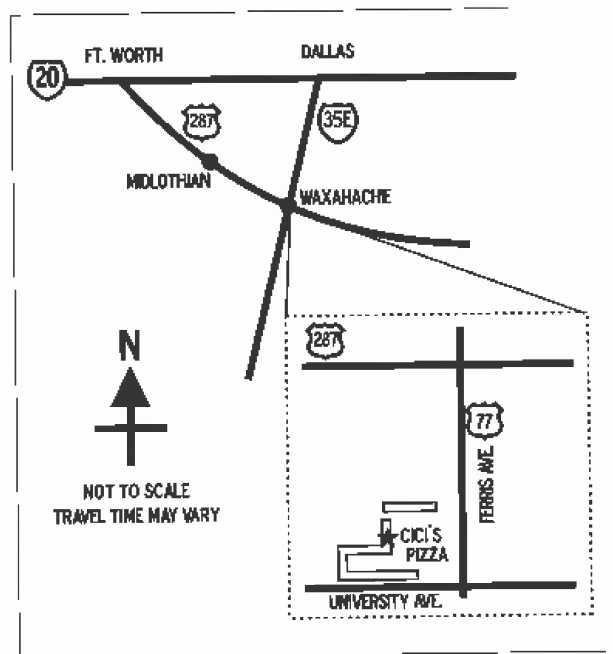 FT. WORTH
DALLAS
20
287
35E
MIDLOTHIAN
WAXAHACHIE
N
NOT TO SCALE
TRAVEL TIME MAY VARY
287
77
FERRIS AVE.
CICI'S
PIZZA
UNIVERSITY AVE.